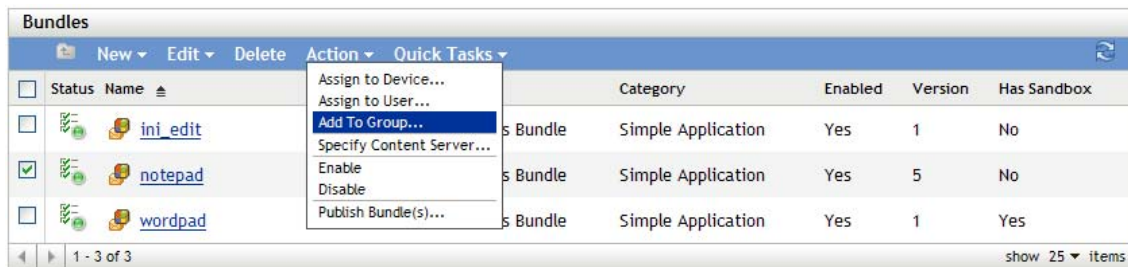 Bundles
New Edit Delete Action Quick Tasks
Status Name Category Enabled Version Has Sandbox
ini_edit s Bundle Simple Application Yes 1 No
notepad s Bundle Simple Application Yes 5 No
wordpad s Bundle Simple Application Yes 1 Yes
Assign to Device...
Assign to User...
Add To Group...
Specify Content Server...
Enable
Disable
Publish Bundle(s)...
1 - 3 of 3 show 25 items